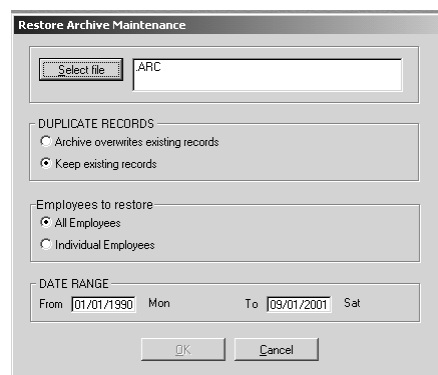 Restore Archive Maintenance
Select file .ARC
DUPLICATE RECORDS
Archive overwrites existing records
Keep existing records
Employees to restore
All Employees
Individual Employees
DATE RANGE
From 01/01/1990 Mon To 09/01/2001 Sat
OK Cancel